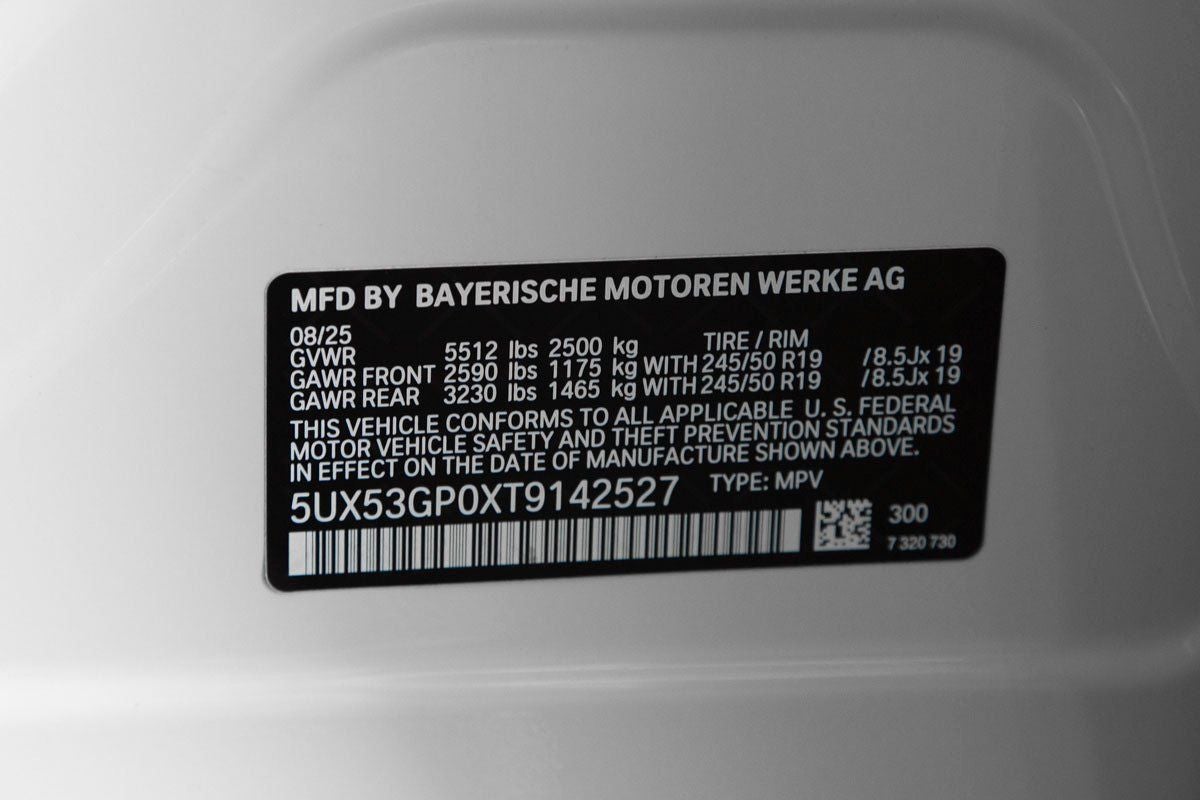 MFD BY BAYERISCHE MOTOREN WERKE AG
08/25 TIRE / RIM
GVWR 5512 lbs 2500 kg
GAWR FRONT 2590 lbs 1175 kg WITH 245/50 R19 /8.5Jx 19
GAWR REAR 3230 lbs 1465 kg WITH 245/50 R19 /8.5Jx 19
THIS VEHICLE CONFORMS TO ALL APPLICABLE U. S. FEDERAL
MOTOR VEHICLE SAFETY AND THEFT PREVENTION STANDARDS
IN EFFECT ON THE DATE OF MANUFACTURE SHOWN ABOVE.
5UX53GP0XT9142527 TYPE: MPV
300
7 320 730